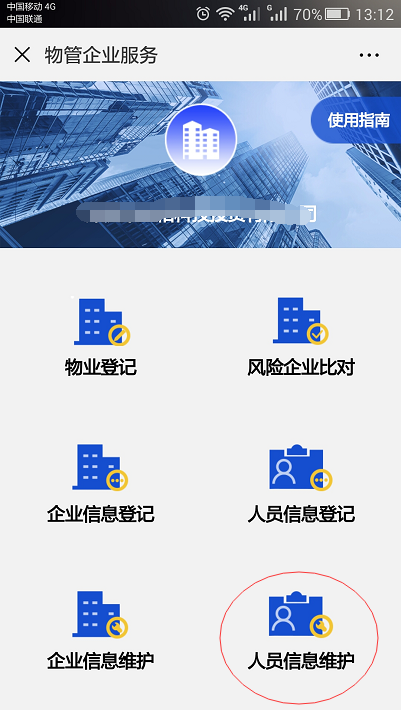 中国移动 4G
中国联通
4G
G
70%
13:12
物管企业服务
使用指南
物业登记
风险企业比对
企业信息登记
人员信息登记
企业信息维护
人员信息维护